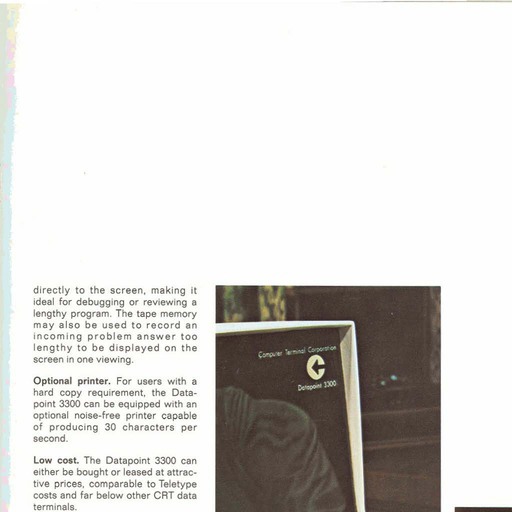 directly to the screen, making it
ideal for debugging or reviewing a
lengthy program. The tape memory
may also be used to record an
incoming problem answer too
lengthy to be displayed on the
screen in one viewing.
Optional printer. For users with a
hard copy requirement, the Data-
point 3300 can be equipped with an
optional noise-free printer capable
of producing 30 characters per
second.
Low cost. The Datapoint 3300 can
either be bought or leased at attrac-
tive prices, comparable to Teletype
costs and far below other CRT data
terminals.
Computer Terminal Corporation
Datapoint 3300